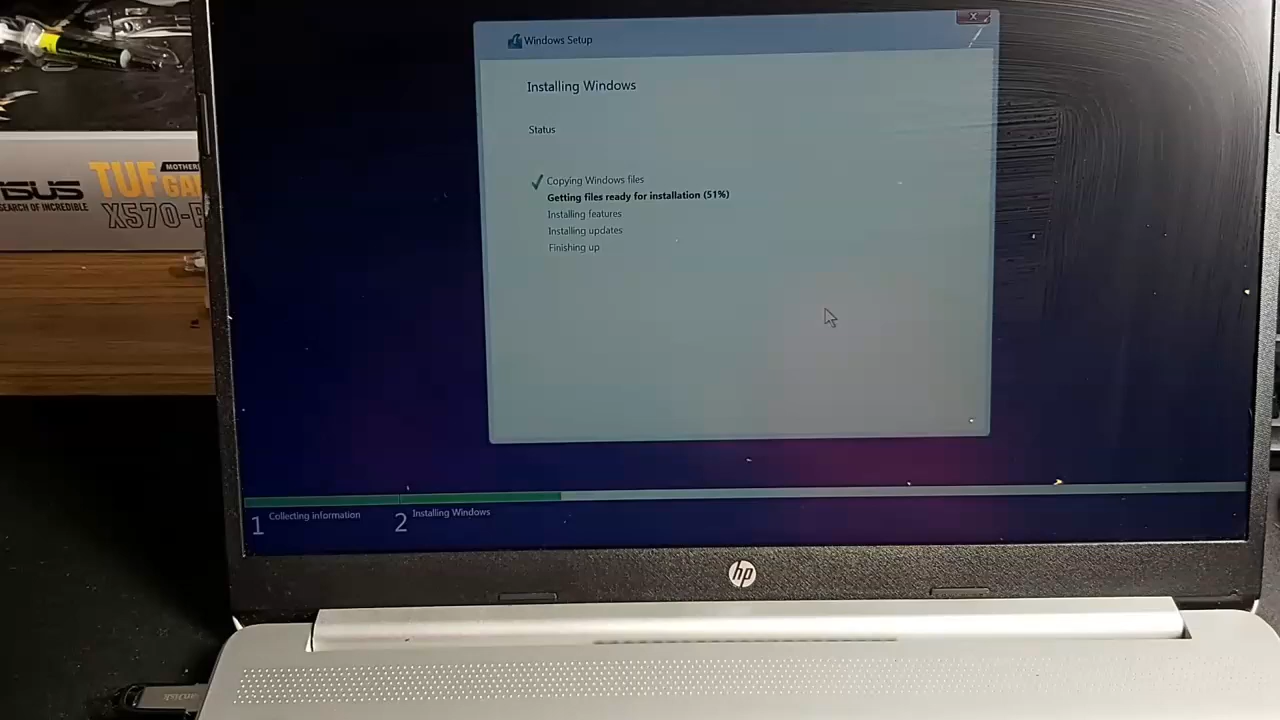 Windows Setup
X
Installing Windows
Status
Copying Windows files
Getting files ready for installation (51%)
Installing features
Installing updates
Finishing up
1 Collecting information
2 Installing Windows
hp
TUF
X570-P
SanDisk